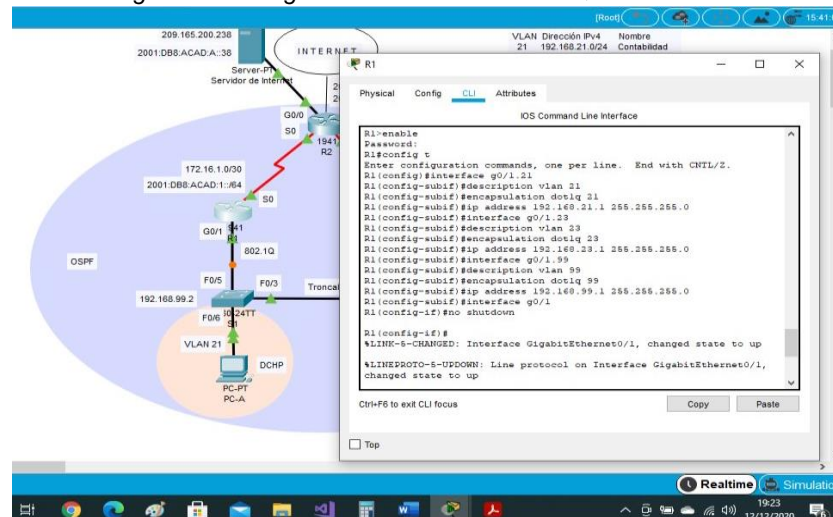 [Root]
15:41:
209.165.200.238
2001:DB8:ACAD:A::38
Server-PT
Servidor de Internet
INTERNET
VLAN Dirección IPv4 Nombre
21 192.168.21.0/24 Contabilidad
G0/0
S0
1941
R2
172.16.1.0/30
2001:DB8:ACAD:1::/64
S0
941
R1
G0/1
802.1Q
OSPF
F0/5
F0/3
Troncal
192.168.99.2
24TT
S1
F0/6
VLAN 21
DCHP
PC-PT
PC-A
R1
Physical Config CLI Attributes
IOS Command Line Interface
R1>enable
Password:
R1#config t
Enter configuration commands, one per line. End with CNTL/Z.
R1(config)#interface g0/1.21
R1(config-subif)#description vlan 21
R1(config-subif)#encapsulation dot1q 21
R1(config-subif)#ip address 192.168.21.1 255.255.255.0
R1(config-subif)#interface g0/1.23
R1(config-subif)#description vlan 23
R1(config-subif)#encapsulation dot1q 23
R1(config-subif)#ip address 192.168.23.1 255.255.255.0
R1(config-subif)#interface g0/1.99
R1(config-subif)#description vlan 99
R1(config-subif)#encapsulation dot1q 99
R1(config-subif)#ip address 192.168.99.1 255.255.255.0
R1(config-subif)#interface g0/1
R1(config-if)#no shutdown
R1(config-if)#
%LINK-5-CHANGED: Interface GigabitEthernet0/1, changed state to up
%LINEPROTO-5-UPDOWN: Line protocol on Interface GigabitEthernet0/1,
changed state to up
Ctrl+F6 to exit CLI focus
Copy Paste
Top
Realtime Simulatio
19:23
12/12/2020